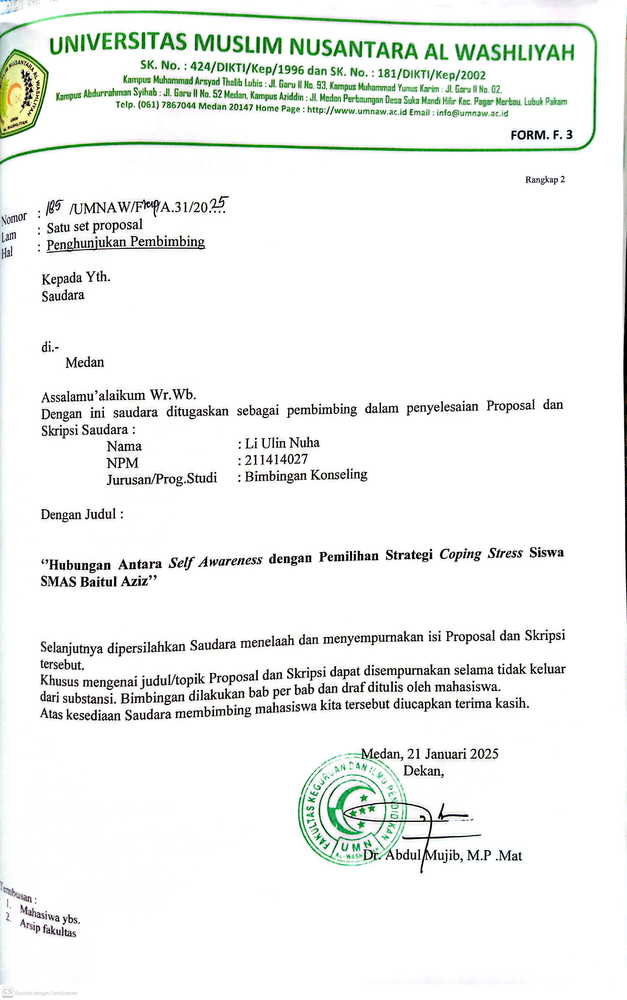 UNIVERSITAS MUSLIM NUSANTARA AL WASHLIYAH
SK. No. : 424/DIKTI/Kep/1996 dan SK. No. : 181/DIKTI/Kep/2002
Kampus Muhammad Arsyad Thalib Lubis : Jl. Garu II No. 93, Kampus Muhammad Yunus Karim : Jl. Garu II No. 02,
Kampus Abdurrahman Syihab : Jl. Garu II No. 52 Medan, Kampus Aziddin : Jl. Medan Perbaungan Desa Suka Mandi Hilir Kec. Pagar Merbau, Lubuk Pakam
Telp. (061) 7867044 Medan 20147 Home Page : http://www.umnaw.ac.id Email : info@umnaw.ac.id
NUSANTARA AL WASHLIYAH
UMN
AL WASHLIYAH
FORM. F. 3
Rangkap 2
Nomor : 185 /UMNAW/Fkip/A.31/2025
Lam : Satu set proposal
Hal : Penghunjukan Pembimbing
Kepada Yth.
Saudara
di.-
Medan
Assalamu’alaikum Wr.Wb.
Dengan ini saudara ditugaskan sebagai pembimbing dalam penyelesaian Proposal dan
Skripsi Saudara :
Nama : Li Ulin Nuha
NPM : 211414027
Jurusan/Prog.Studi : Bimbingan Konseling
Dengan Judul :
‘’Hubungan Antara Self Awareness dengan Pemilihan Strategi Coping Stress Siswa
SMAS Baitul Aziz’’
Selanjutnya dipersilahkan Saudara menelaah dan menyempurnakan isi Proposal dan Skripsi
tersebut.
Khusus mengenai judul/topik Proposal dan Skripsi dapat disempurnakan selama tidak keluar
dari substansi. Bimbingan dilakukan bab per bab dan draf ditulis oleh mahasiswa.
Atas kesediaan Saudara membimbing mahasiswa kita tersebut diucapkan terima kasih.
Medan, 21 Januari 2025
Dekan,
FAKULTAS KEGURUAN DAN ILMU PENDIDIKAN
UMN
AL-WASHLIYAH
Dr. Abdul Mujib, M.P .Mat
Tembusan :
1. Mahasiwa ybs.
2. Arsip fakultas
CS Dipindai dengan CamScanner